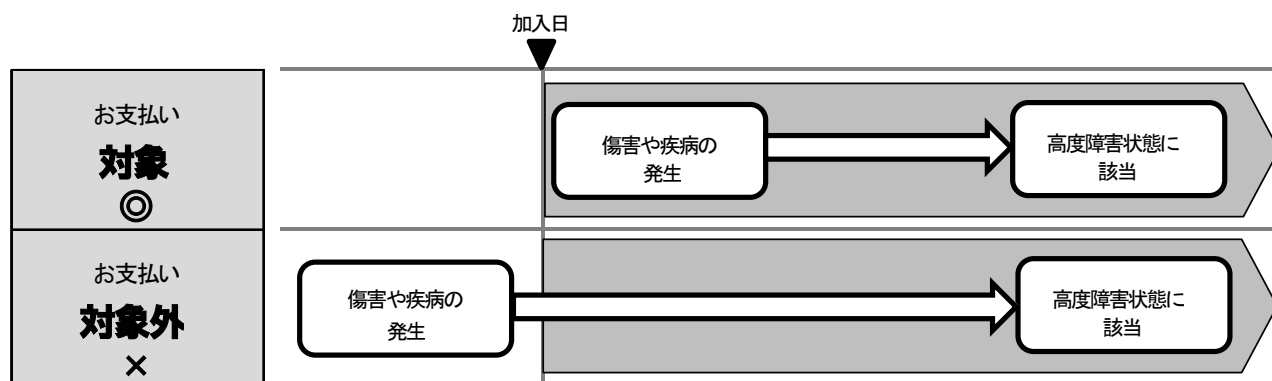 加入日
お支払い
対象
◎
傷害や疾病の
発生
高度障害状態に
該当
お支払い
対象外
×
傷害や疾病の
発生
高度障害状態に
該当